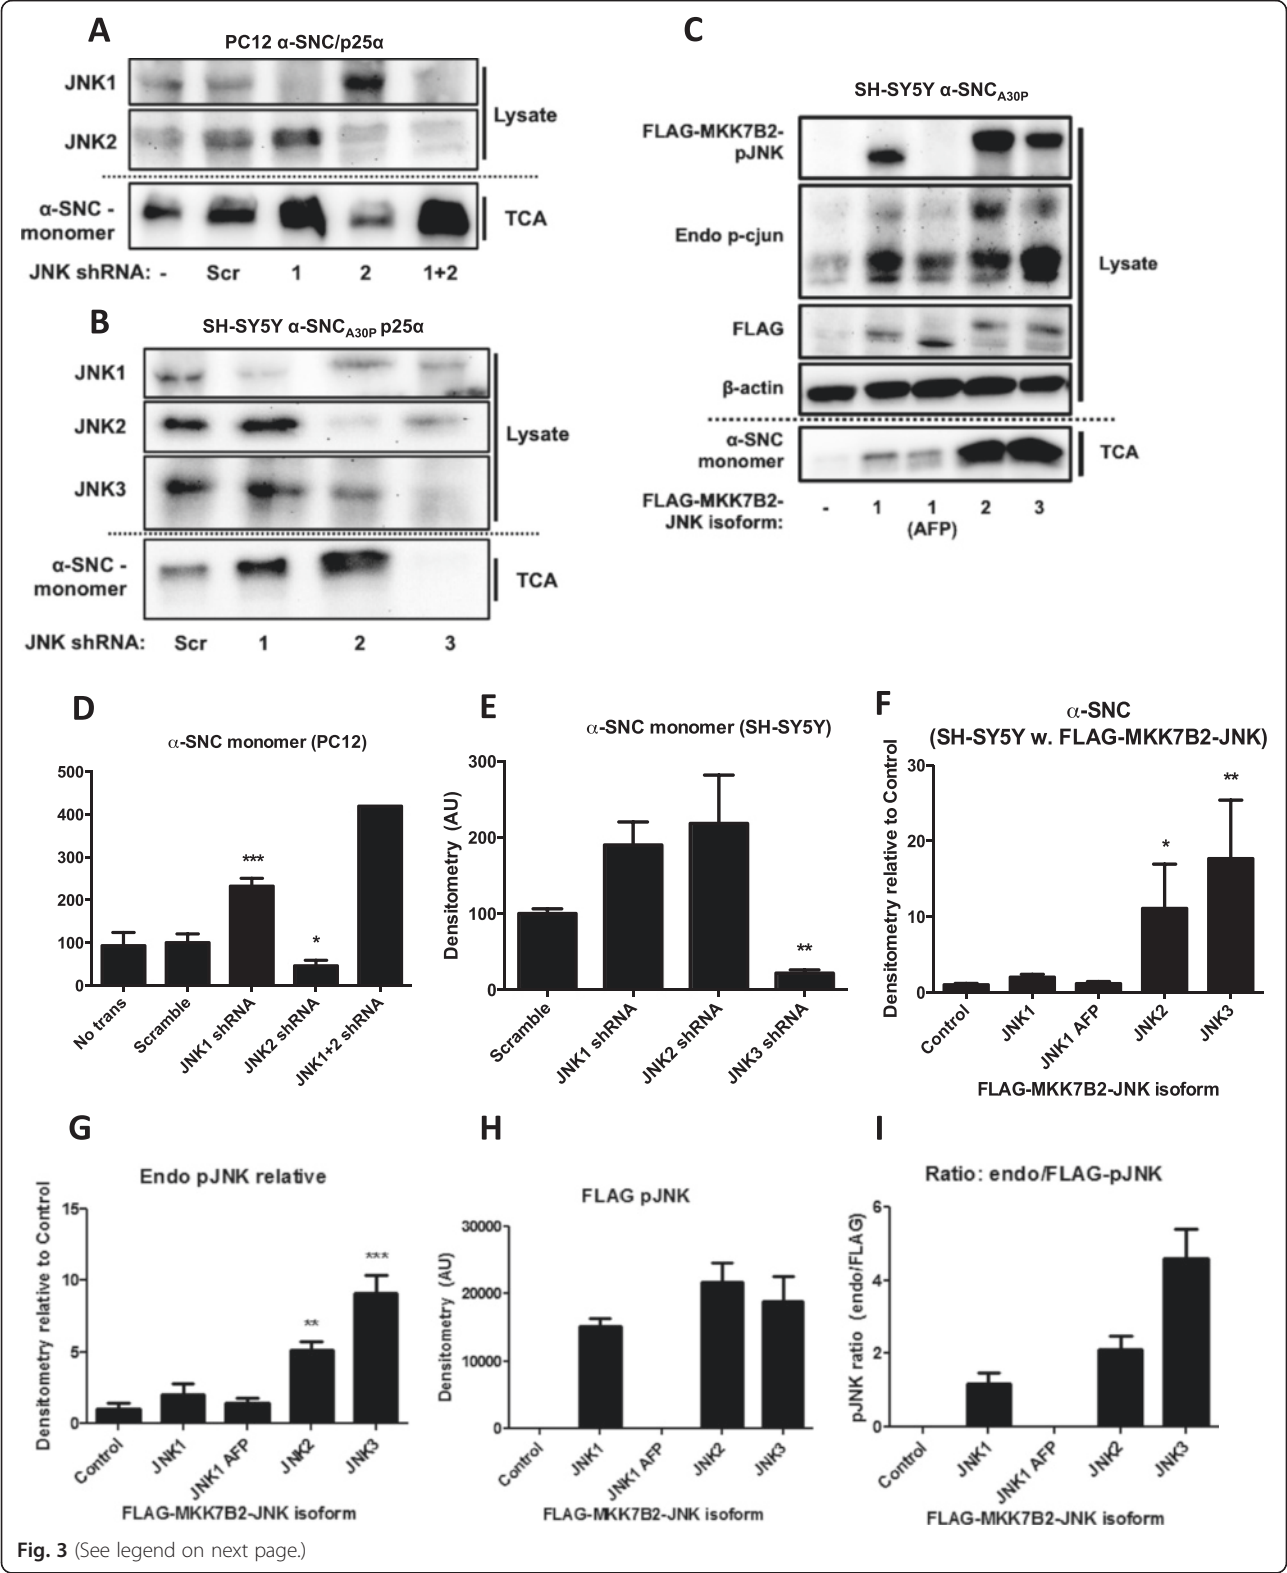 A
PC12 α-SNC/p25α
JNK1
JNK2
Lysate
α-SNC -
monomer
TCA
JNK shRNA: - Scr 1 2 1+2
B
SH-SY5Y α-SNCA30P p25α
JNK1
JNK2
JNK3
Lysate
α-SNC -
monomer
TCA
JNK shRNA: Scr 1 2 3
C
SH-SY5Y α-SNCA30P
FLAG-MKK7B2-
pJNK
Endo p-cjun
FLAG
β-actin
Lysate
α-SNC
monomer
TCA
FLAG-MKK7B2-
JNK isoform:
- 1 1 2 3
(AFP)
D
α-SNC monomer (PC12)
500
400
300
200
100
0
***
*
No trans
Scramble
JNK1 shRNA
JNK2 shRNA
JNK1+2 shRNA
E
α-SNC monomer (SH-SY5Y)
Densitometry (AU)
300
200
100
0
**
Scramble
JNK1 shRNA
JNK2 shRNA
JNK3 shRNA
F
α-SNC
(SH-SY5Y w. FLAG-MKK7B2-JNK)
Densitometry relative to Control
30
20
10
0
*
**
Control
JNK1
JNK1 AFP
JNK2
JNK3
FLAG-MKK7B2-JNK isoform
G
Endo pJNK relative
Densitometry relative to Control
15
10
5
0
**
***
Control
JNK1
JNK1 AFP
JNK2
JNK3
FLAG-MKK7B2-JNK isoform
H
FLAG pJNK
Densitometry (AU)
30000
20000
10000
0
Control
JNK1
JNK1 AFP
JNK2
JNK3
FLAG-MKK7B2-JNK isoform
I
Ratio: endo/FLAG-pJNK
pJNK ratio (endo/FLAG)
6
4
2
0
Control
JNK1
JNK1 AFP
JNK2
JNK3
FLAG-MKK7B2-JNK isoform
Fig. 3 (See legend on next page.)